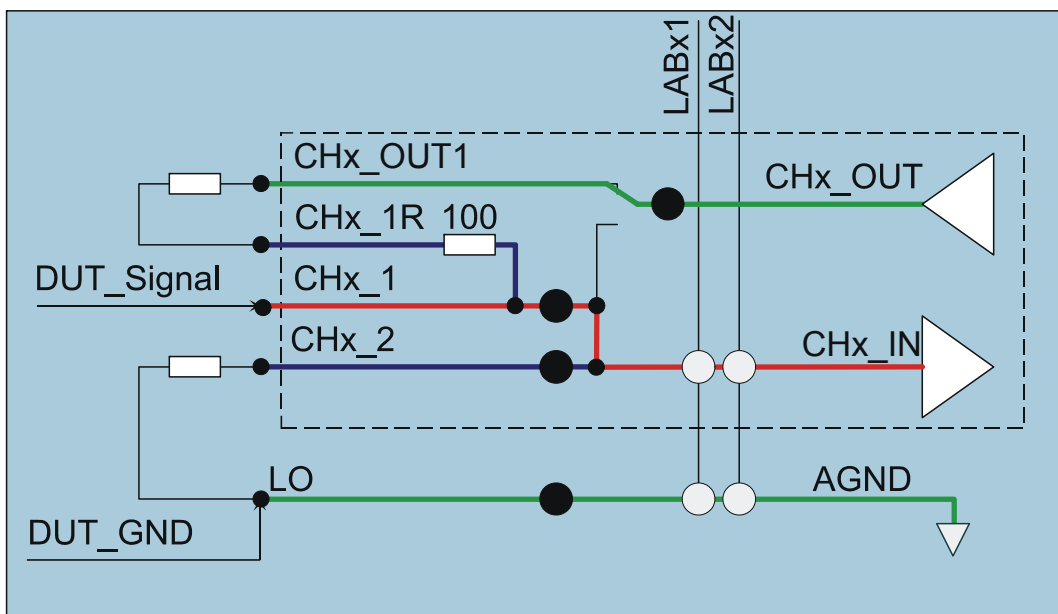 LABx1
LABx2
CHx_OUT1
CHx_OUT
CHx_1R 100
DUT_Signal
CHx_1
CHx_2
CHx_IN
LO
AGND
DUT_GND